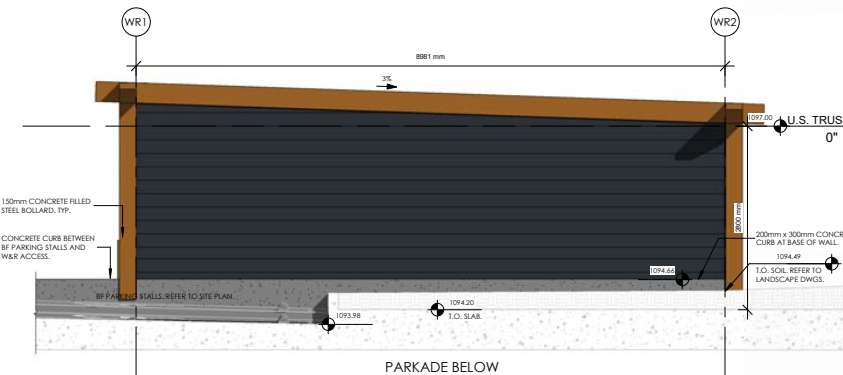 WR1
WR2
8981 mm
3%
1097.00
U.S. TRUS
0"
150mm CONCRETE FILLED
STEEL BOLLARD. TYP.
2800 mm
CONCRETE CURB BETWEEN
BF PARKING STALLS AND
W&R ACCESS.
200mm x 300mm CONCR
CURB AT BASE OF WALL.
1094.66
1094.49
T.O. SOIL. REFER TO
LANDSCAPE DWGS.
BF PARKING STALLS. REFER TO SITE PLAN.
1094.20
T.O. SLAB.
1093.98
PARKADE BELOW